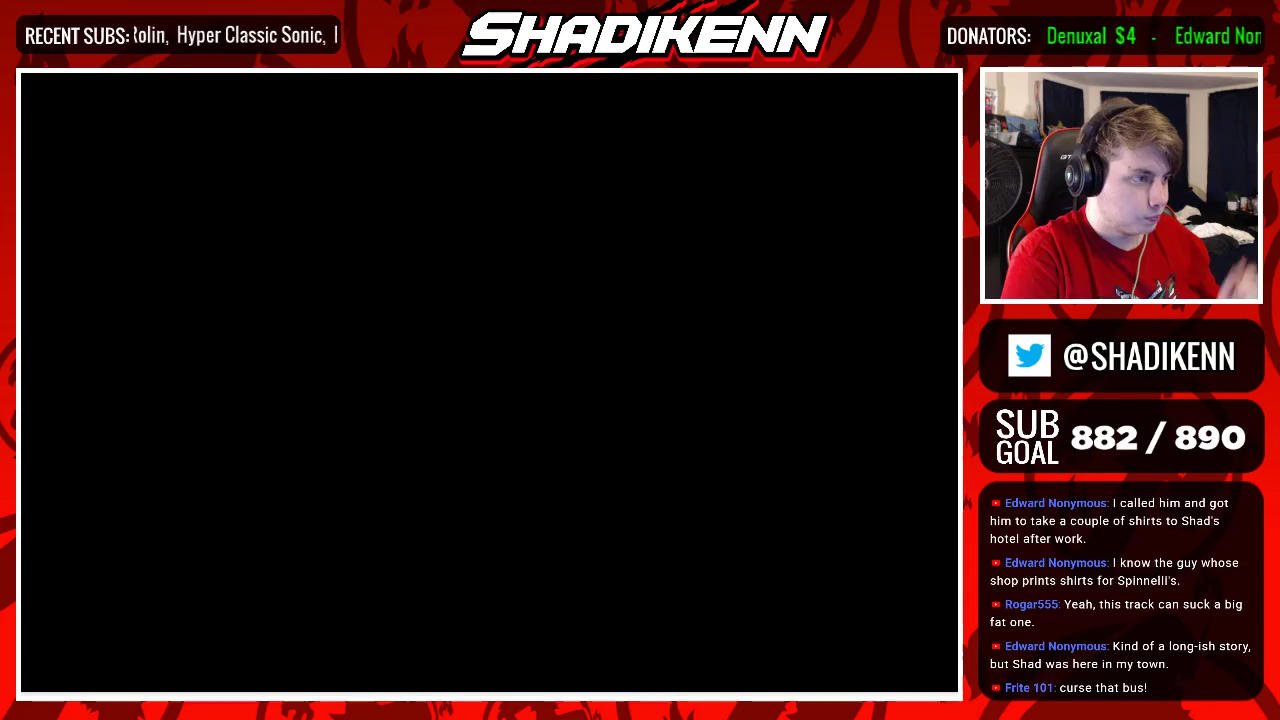 RECENT SUBS: Rolin, Hyper Classic Sonic,
SHADIKENN
DONATORS: Denuxal $4 - Edward Non
@SHADIKENN
SUB GOAL 882 / 890
Edward Nonymous: I called him and got
him to take a couple of shirts to Shad's
hotel after work.
Edward Nonymous: I know the guy whose
shop prints shirts for Spinnelli's.
Rogar555: Yeah, this track can suck a big
fat one.
Edward Nonymous: Kind of a long-ish story,
but Shad was here in my town.
Frite 101: curse that bus!